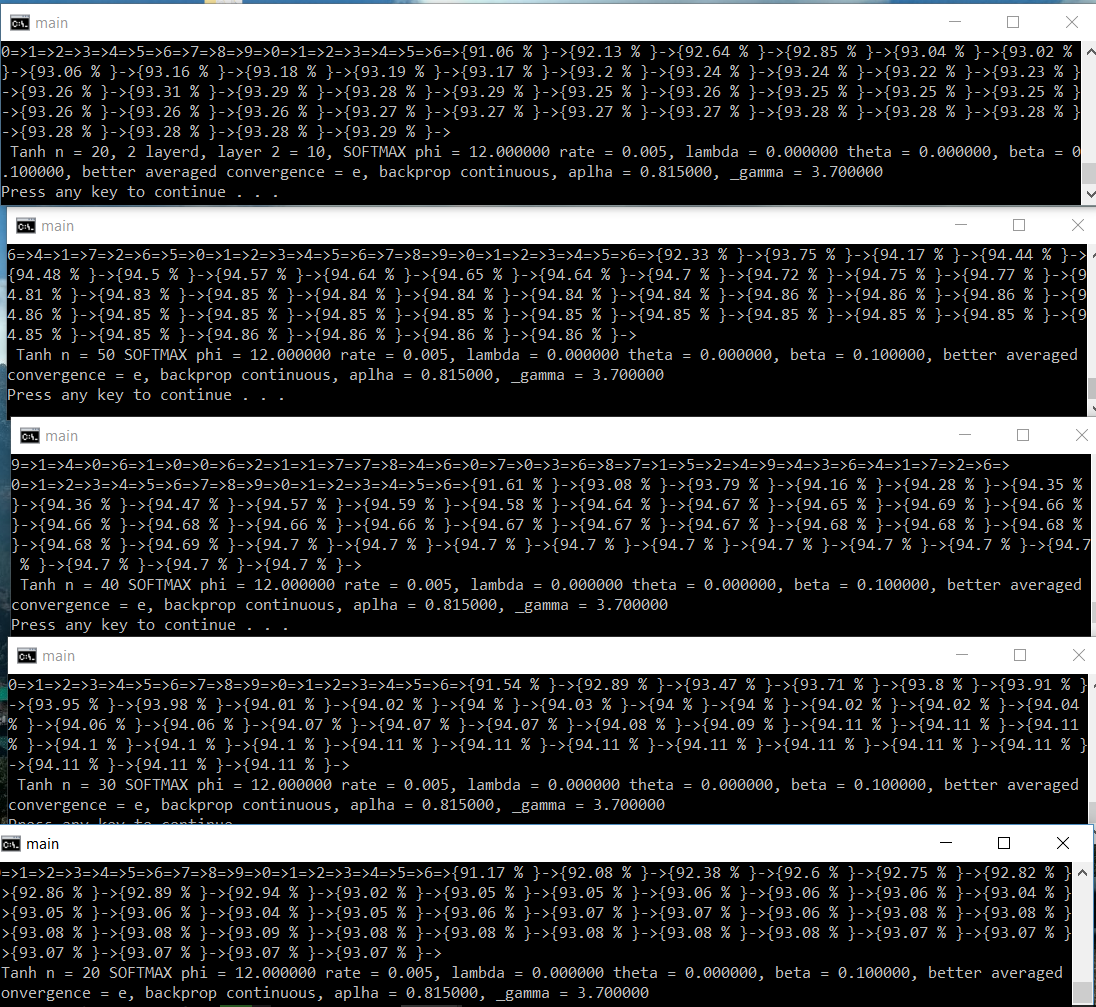 main
0=>1=>2=>3=>4=>5=>6=>7=>8=>9=>0=>1=>2=>3=>4=>5=>6=>{91.06 % }->{92.13 % }->{92.64 % }->{92.85 % }->{93.04 % }->{93.02 %
}->{93.06 % }->{93.16 % }->{93.18 % }->{93.19 % }->{93.17 % }->{93.2 % }->{93.24 % }->{93.24 % }->{93.22 % }->{93.23 % }
->{93.26 % }->{93.31 % }->{93.29 % }->{93.28 % }->{93.29 % }->{93.25 % }->{93.26 % }->{93.25 % }->{93.25 % }->{93.25 % }
->{93.26 % }->{93.26 % }->{93.26 % }->{93.27 % }->{93.27 % }->{93.27 % }->{93.27 % }->{93.28 % }->{93.28 % }->{93.28 % }
->{93.28 % }->{93.28 % }->{93.28 % }->{93.29 % }->
Tanh n = 20, 2 layerd, layer 2 = 10, SOFTMAX phi = 12.000000 rate = 0.005, lambda = 0.000000 theta = 0.000000, beta = 0
.100000, better averaged convergence = e, backprop continuous, aplha = 0.815000, _gamma = 3.700000
Press any key to continue . . .
main
6=>4=>1=>7=>2=>6=>5=>0=>1=>2=>3=>4=>5=>6=>7=>8=>9=>0=>1=>2=>3=>4=>5=>6=>{92.33 % }->{93.75 % }->{94.17 % }->{94.44 % }->
{94.48 % }->{94.5 % }->{94.57 % }->{94.64 % }->{94.65 % }->{94.64 % }->{94.7 % }->{94.72 % }->{94.75 % }->{94.77 % }->{9
4.81 % }->{94.83 % }->{94.85 % }->{94.84 % }->{94.84 % }->{94.84 % }->{94.84 % }->{94.86 % }->{94.86 % }->{94.86 % }->{9
4.86 % }->{94.85 % }->{94.85 % }->{94.85 % }->{94.85 % }->{94.85 % }->{94.85 % }->{94.85 % }->{94.85 % }->{94.85 % }->{9
4.85 % }->{94.85 % }->{94.86 % }->{94.86 % }->{94.86 % }->{94.86 % }->
Tanh n = 50 SOFTMAX phi = 12.000000 rate = 0.005, lambda = 0.000000 theta = 0.000000, beta = 0.100000, better averaged
convergence = e, backprop continuous, aplha = 0.815000, _gamma = 3.700000
Press any key to continue . . .
main
9=>1=>4=>0=>6=>1=>0=>0=>6=>2=>1=>1=>7=>7=>8=>4=>6=>0=>7=>0=>3=>6=>8=>7=>1=>5=>2=>4=>9=>4=>3=>6=>4=>1=>7=>2=>6=>
0=>1=>2=>3=>4=>5=>6=>7=>8=>9=>0=>1=>2=>3=>4=>5=>6=>{91.61 % }->{93.08 % }->{93.79 % }->{94.16 % }->{94.28 % }->{94.35 %
}->{94.36 % }->{94.47 % }->{94.57 % }->{94.59 % }->{94.58 % }->{94.64 % }->{94.67 % }->{94.65 % }->{94.69 % }->{94.66 %
}->{94.66 % }->{94.68 % }->{94.66 % }->{94.66 % }->{94.67 % }->{94.67 % }->{94.67 % }->{94.68 % }->{94.68 % }->{94.68 %
}->{94.68 % }->{94.69 % }->{94.7 % }->{94.7 % }->{94.7 % }->{94.7 % }->{94.7 % }->{94.7 % }->{94.7 % }->{94.7 % }->{94.7
% }->{94.7 % }->{94.7 % }->{94.7 % }->
Tanh n = 40 SOFTMAX phi = 12.000000 rate = 0.005, lambda = 0.000000 theta = 0.000000, beta = 0.100000, better averaged
convergence = e, backprop continuous, aplha = 0.815000, _gamma = 3.700000
Press any key to continue . . .
main
0=>1=>2=>3=>4=>5=>6=>7=>8=>9=>0=>1=>2=>3=>4=>5=>6=>{91.54 % }->{92.89 % }->{93.47 % }->{93.71 % }->{93.8 % }->{93.91 % }
->{93.95 % }->{93.98 % }->{94.01 % }->{94.02 % }->{94 % }->{94.03 % }->{94 % }->{94 % }->{94.02 % }->{94.02 % }->{94.04
% }->{94.06 % }->{94.06 % }->{94.07 % }->{94.07 % }->{94.07 % }->{94.08 % }->{94.09 % }->{94.11 % }->{94.11 % }->{94.11
% }->{94.1 % }->{94.1 % }->{94.1 % }->{94.11 % }->{94.11 % }->{94.11 % }->{94.11 % }->{94.11 % }->{94.11 % }->{94.11 % }
->{94.11 % }->{94.11 % }->{94.11 % }->
Tanh n = 30 SOFTMAX phi = 12.000000 rate = 0.005, lambda = 0.000000 theta = 0.000000, beta = 0.100000, better averaged
convergence = e, backprop continuous, aplha = 0.815000, _gamma = 3.700000
Press any key to continue
main
=>1=>2=>3=>4=>5=>6=>7=>8=>9=>0=>1=>2=>3=>4=>5=>6=>{91.17 % }->{92.08 % }->{92.38 % }->{92.6 % }->{92.75 % }->{92.82 % }
>{92.86 % }->{92.89 % }->{92.94 % }->{93.02 % }->{93.05 % }->{93.05 % }->{93.06 % }->{93.06 % }->{93.06 % }->{93.04 % }
>{93.05 % }->{93.06 % }->{93.04 % }->{93.05 % }->{93.06 % }->{93.07 % }->{93.07 % }->{93.06 % }->{93.08 % }->{93.08 % }
>{93.08 % }->{93.08 % }->{93.09 % }->{93.08 % }->{93.08 % }->{93.08 % }->{93.08 % }->{93.08 % }->{93.07 % }->{93.07 % }
>{93.07 % }->{93.07 % }->{93.07 % }->{93.07 % }->
Tanh n = 20 SOFTMAX phi = 12.000000 rate = 0.005, lambda = 0.000000 theta = 0.000000, beta = 0.100000, better averaged
onvergence = e, backprop continuous, aplha = 0.815000, _gamma = 3.700000